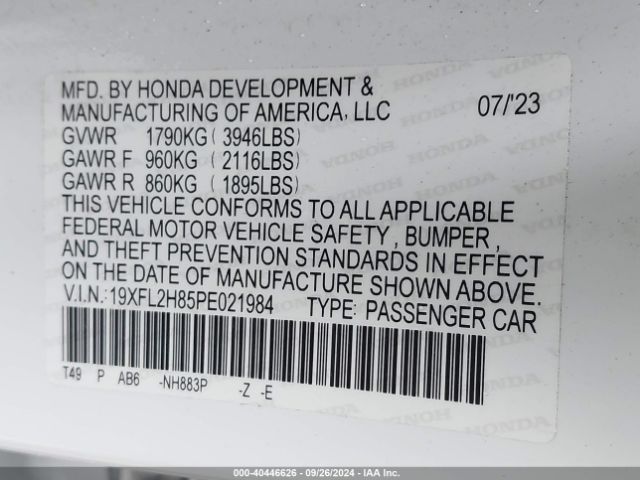 MFD. BY HONDA DEVELOPMENT &
MANUFACTURING OF AMERICA, LLC 07/'23
GVWR 1790KG ( 3946LBS)
GAWR F 960KG ( 2116LBS)
GAWR R 860KG ( 1895LBS)
THIS VEHICLE CONFORMS TO ALL APPLICABLE
FEDERAL MOTOR VEHICLE SAFETY , BUMPER ,
AND THEFT PREVENTION STANDARDS IN EFFECT
ON THE DATE OF MANUFACTURE SHOWN ABOVE.
V.I.N.:19XFL2H85PE021984 TYPE: PASSENGER CAR
T49 P AB6 -NH883P -Z -E
000-40446626 - 09/26/2024 - IAA Inc.